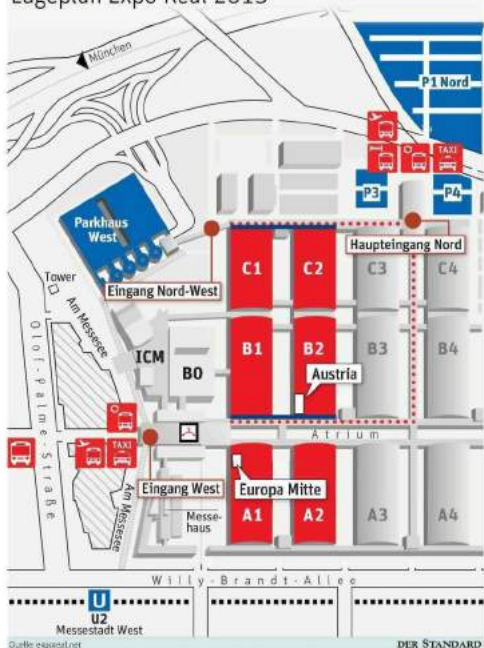 Lageplan Expo Real 2013
München
P1 Nord
TAXI
P3
P4
Parkhaus
West
Haupteingang Nord
C1
C2
C3
C4
Tower
Eingang Nord-West
Am Messesee
Olof-Palme-Straße
ICM
B0
B1
B2
B3
B4
Austria
Atrium
TAXI
Eingang West
Europa Mitte
Am Messesee
Messe-
haus
A1
A2
A3
A4
Willy-Brandt-Allee
U
U2
Messestadt West
Quelle: exporeal.net
DER STANDARD